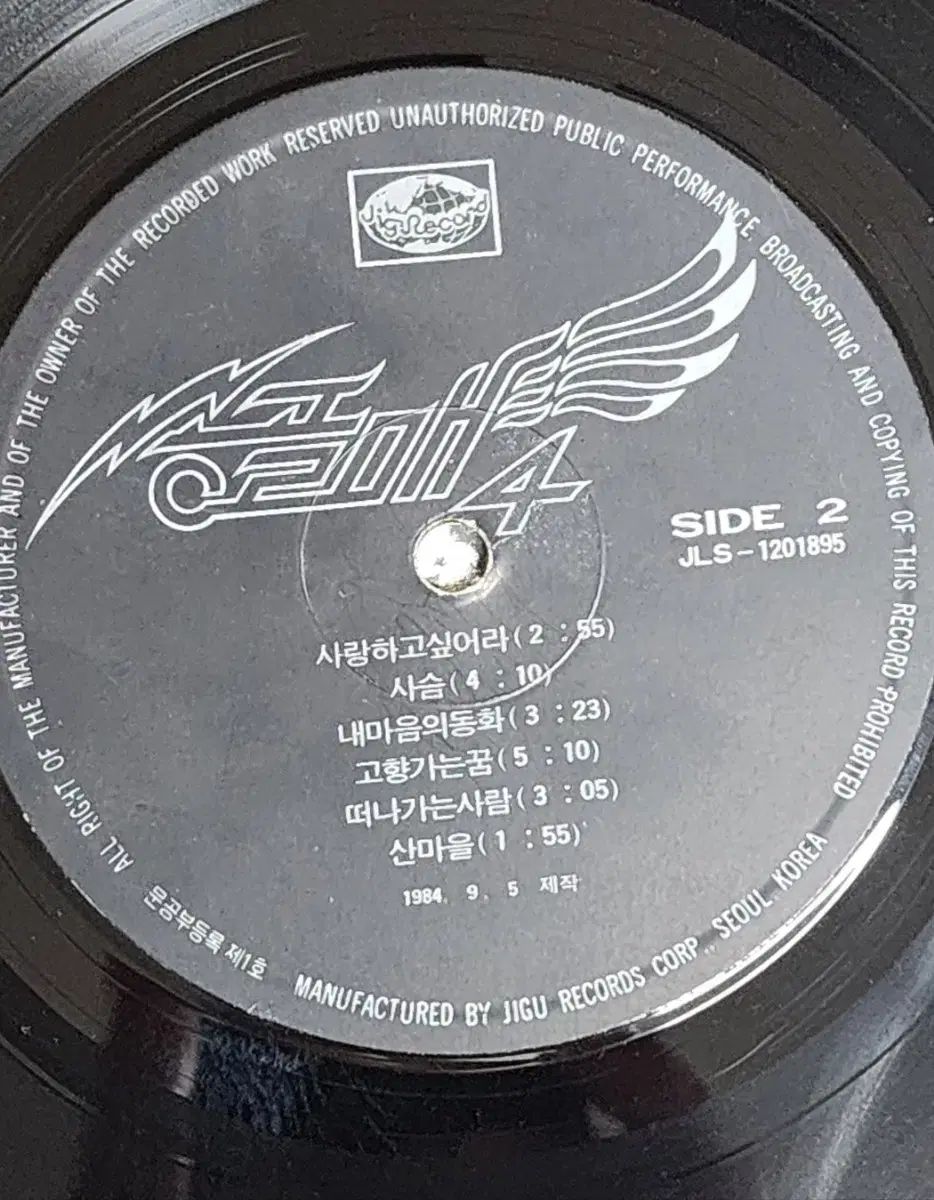 ALL RIGHT OF THE MANUFACTURER AND OF THE OWNER OF THE RECORDED WORK RESERVED UNAUTHORIZED PUBLIC PERFORMANCE BROADCASTING AND COPYING OF THIS RECORD PROHIBITED
Jigu Record
송골매 4
SIDE 2
JLS-1201895
사랑하고싶어라(2 : 55)
사슴(4 : 10)
내마음의동화(3 : 23)
고향가는꿈(5 : 10)
떠나가는사람(3 : 05)
산마을(1 : 55)
1984. 9. 5 제작
문공부등록 제1호
MANUFACTURED BY JIGU RECORDS CORP., SEOUL, KOREA